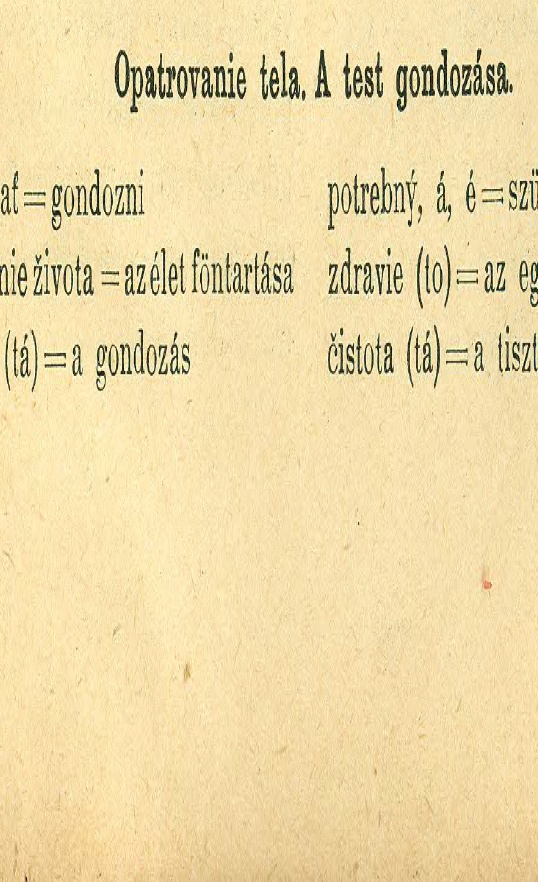 Opatrovanie tela. A test gondozása.
ať = gondozni potrebný, á, é = szü
nie života = az élet föntartása zdravie (to) = az eg
(tá) = a gondozás čistota (tá) = a tiszt